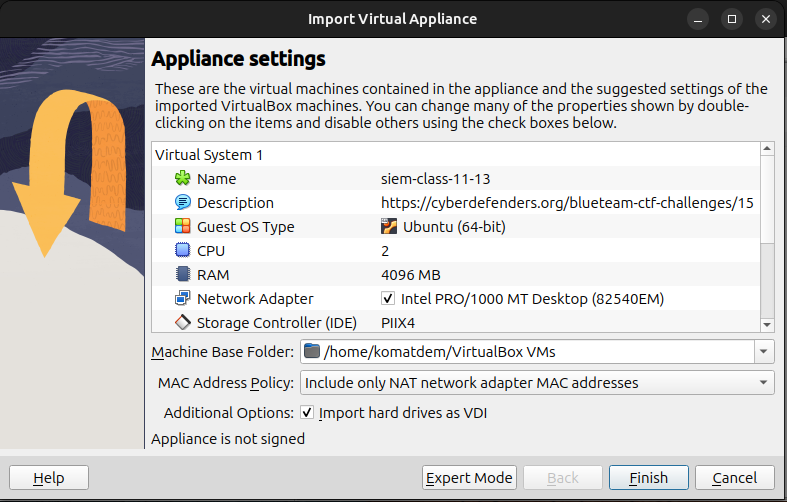 Import Virtual Appliance
Appliance settings
These are the virtual machines contained in the appliance and the suggested settings of the
imported VirtualBox machines. You can change many of the properties shown by double-
clicking on the items and disable others using the check boxes below.
Virtual System 1
Name siem-class-11-13
Description https://cyberdefenders.org/blueteam-ctf-challenges/15
Guest OS Type Ubuntu (64-bit)
CPU 2
RAM 4096 MB
Network Adapter Intel PRO/1000 MT Desktop (82540EM)
Storage Controller (IDE) PIIX4
Machine Base Folder: /home/komatdem/VirtualBox VMs
MAC Address Policy: Include only NAT network adapter MAC addresses
Additional Options: Import hard drives as VDI
Appliance is not signed
Help Expert Mode Back Finish Cancel